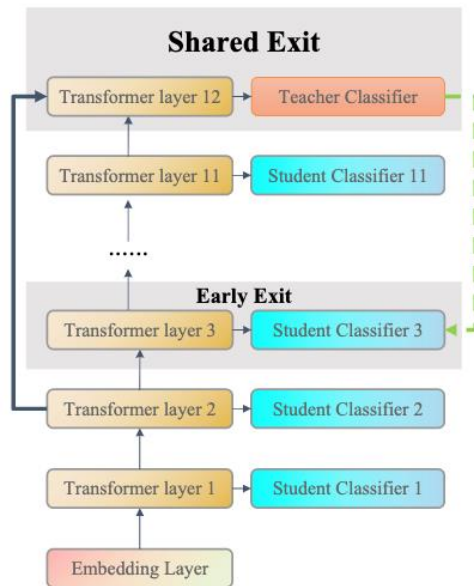 Shared Exit
Transformer layer 12
Teacher Classifier
Transformer layer 11
Student Classifier 11
......
Early Exit
Transformer layer 3
Student Classifier 3
Transformer layer 2
Student Classifier 2
Transformer layer 1
Student Classifier 1
Embedding Layer